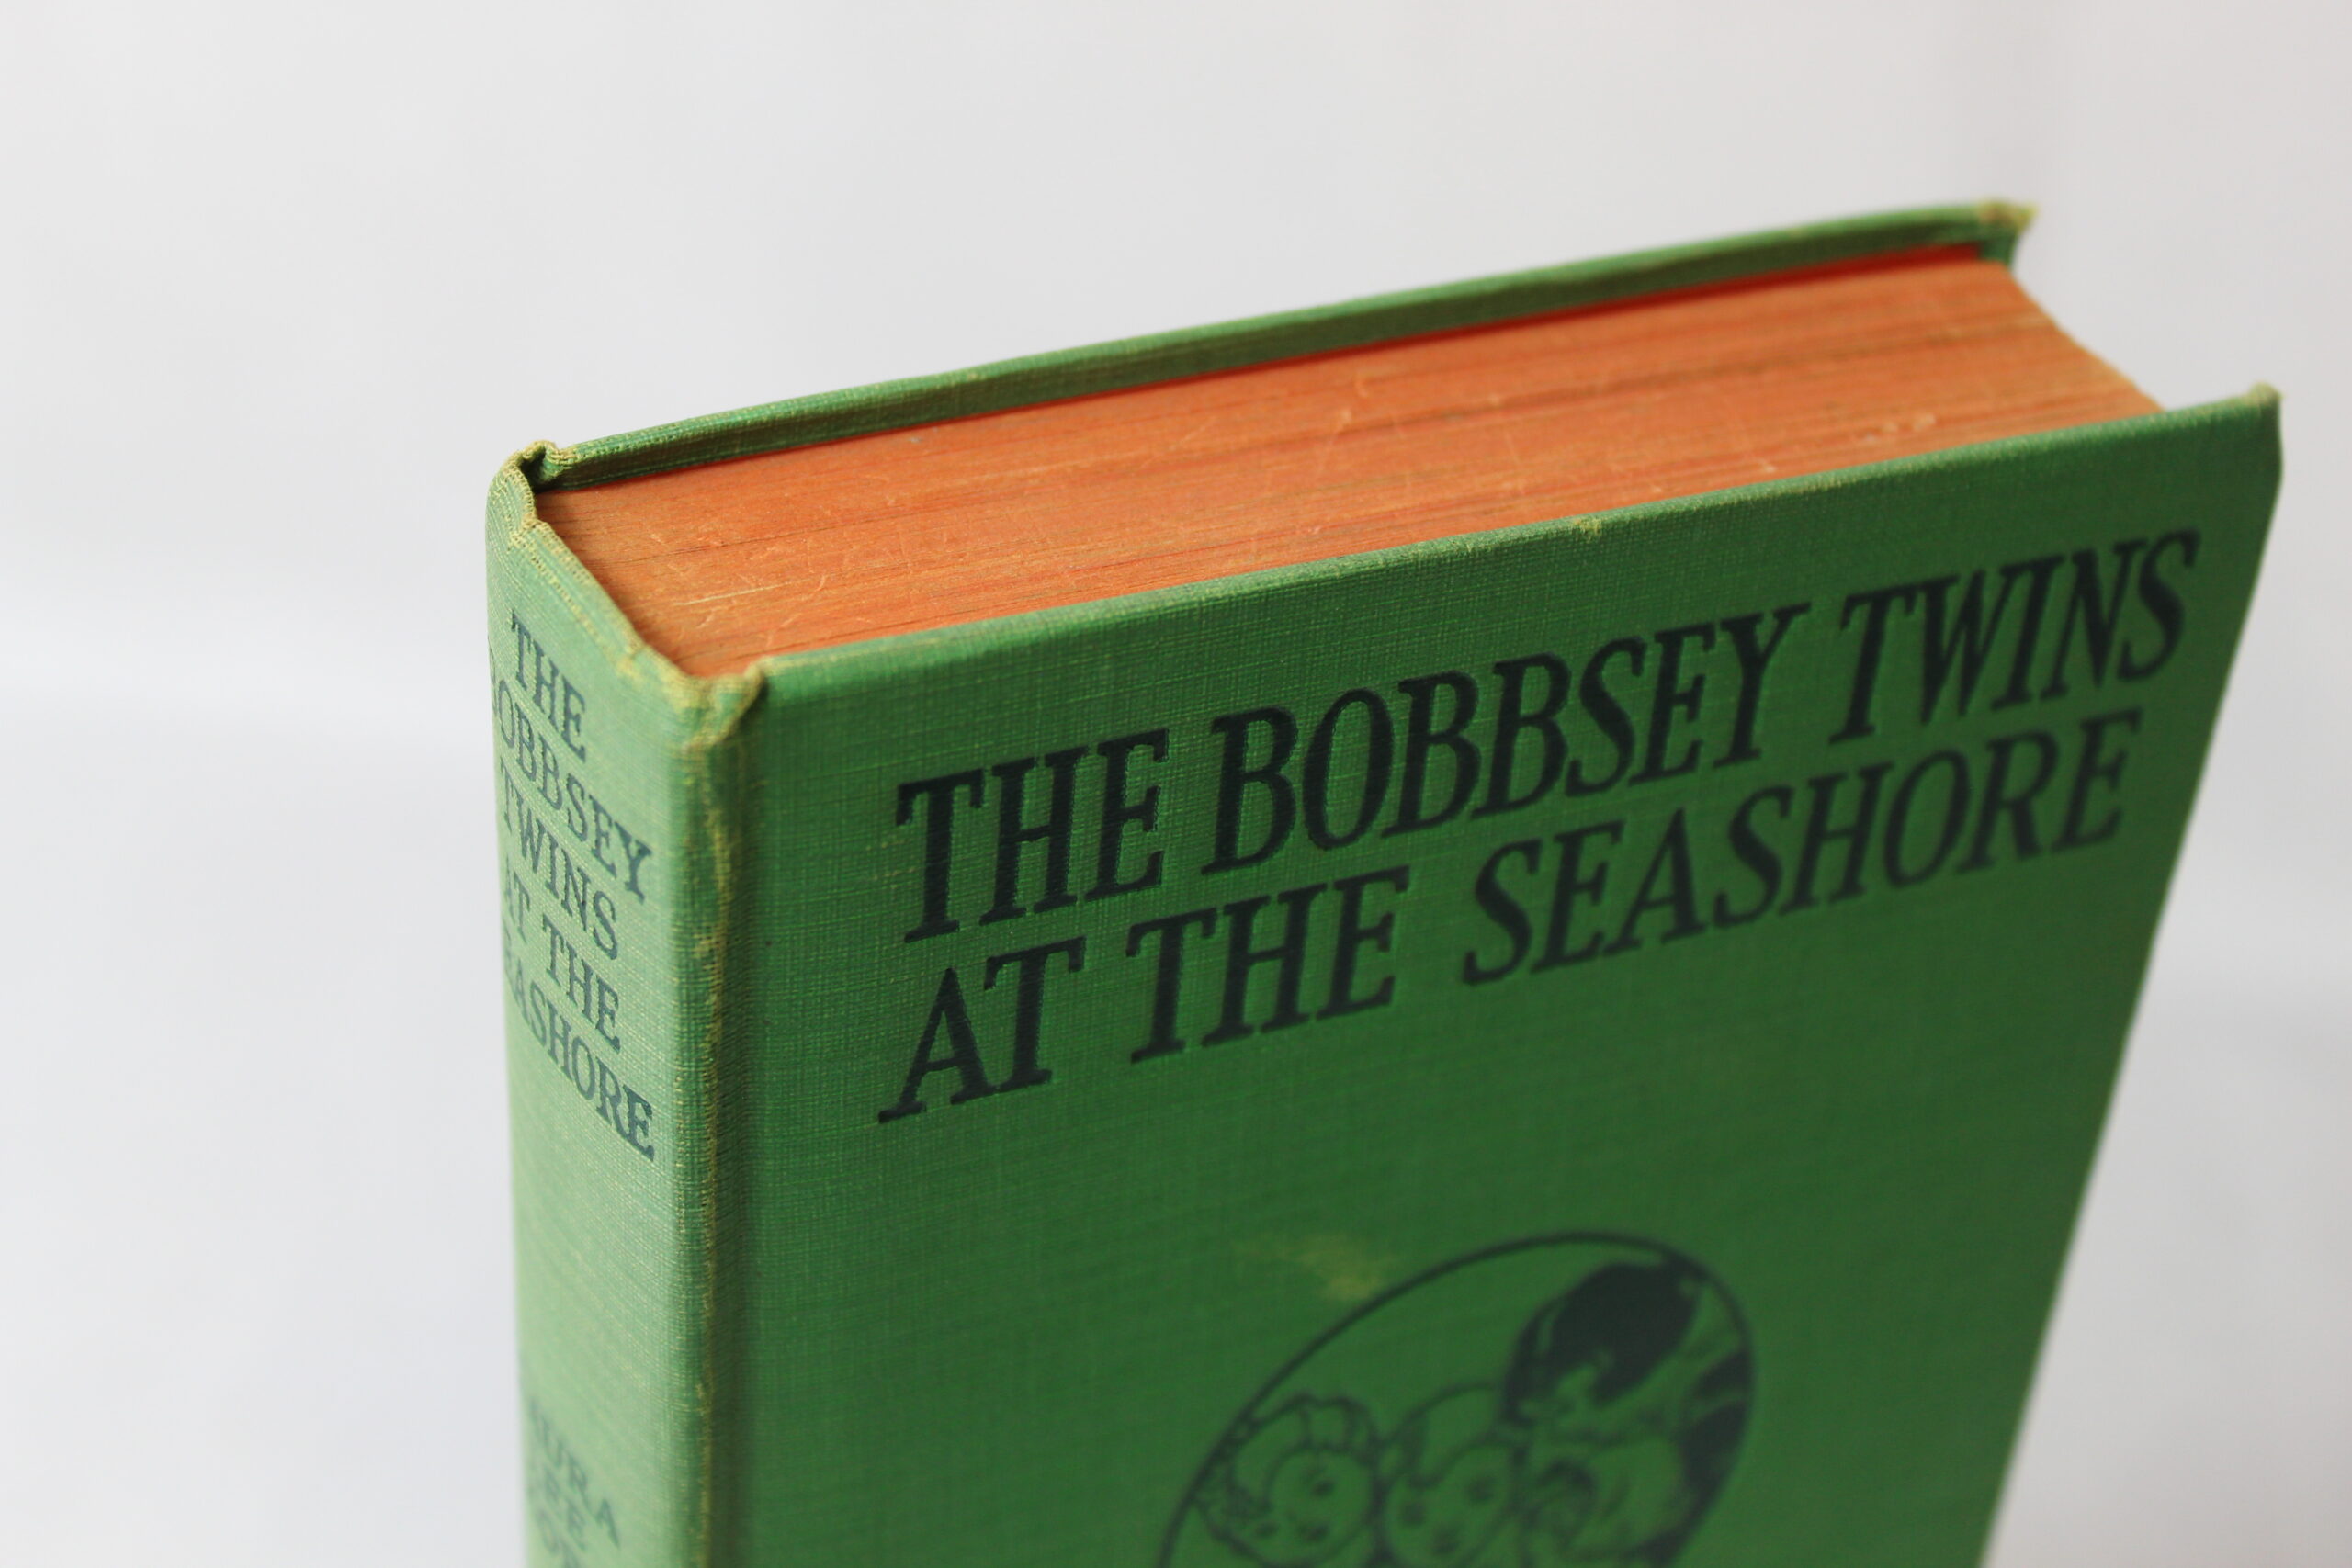 THE
BOBBSEY
TWINS
AT THE
SEASHORE
THE BOBBSEY TWINS
AT THE SEASHORE